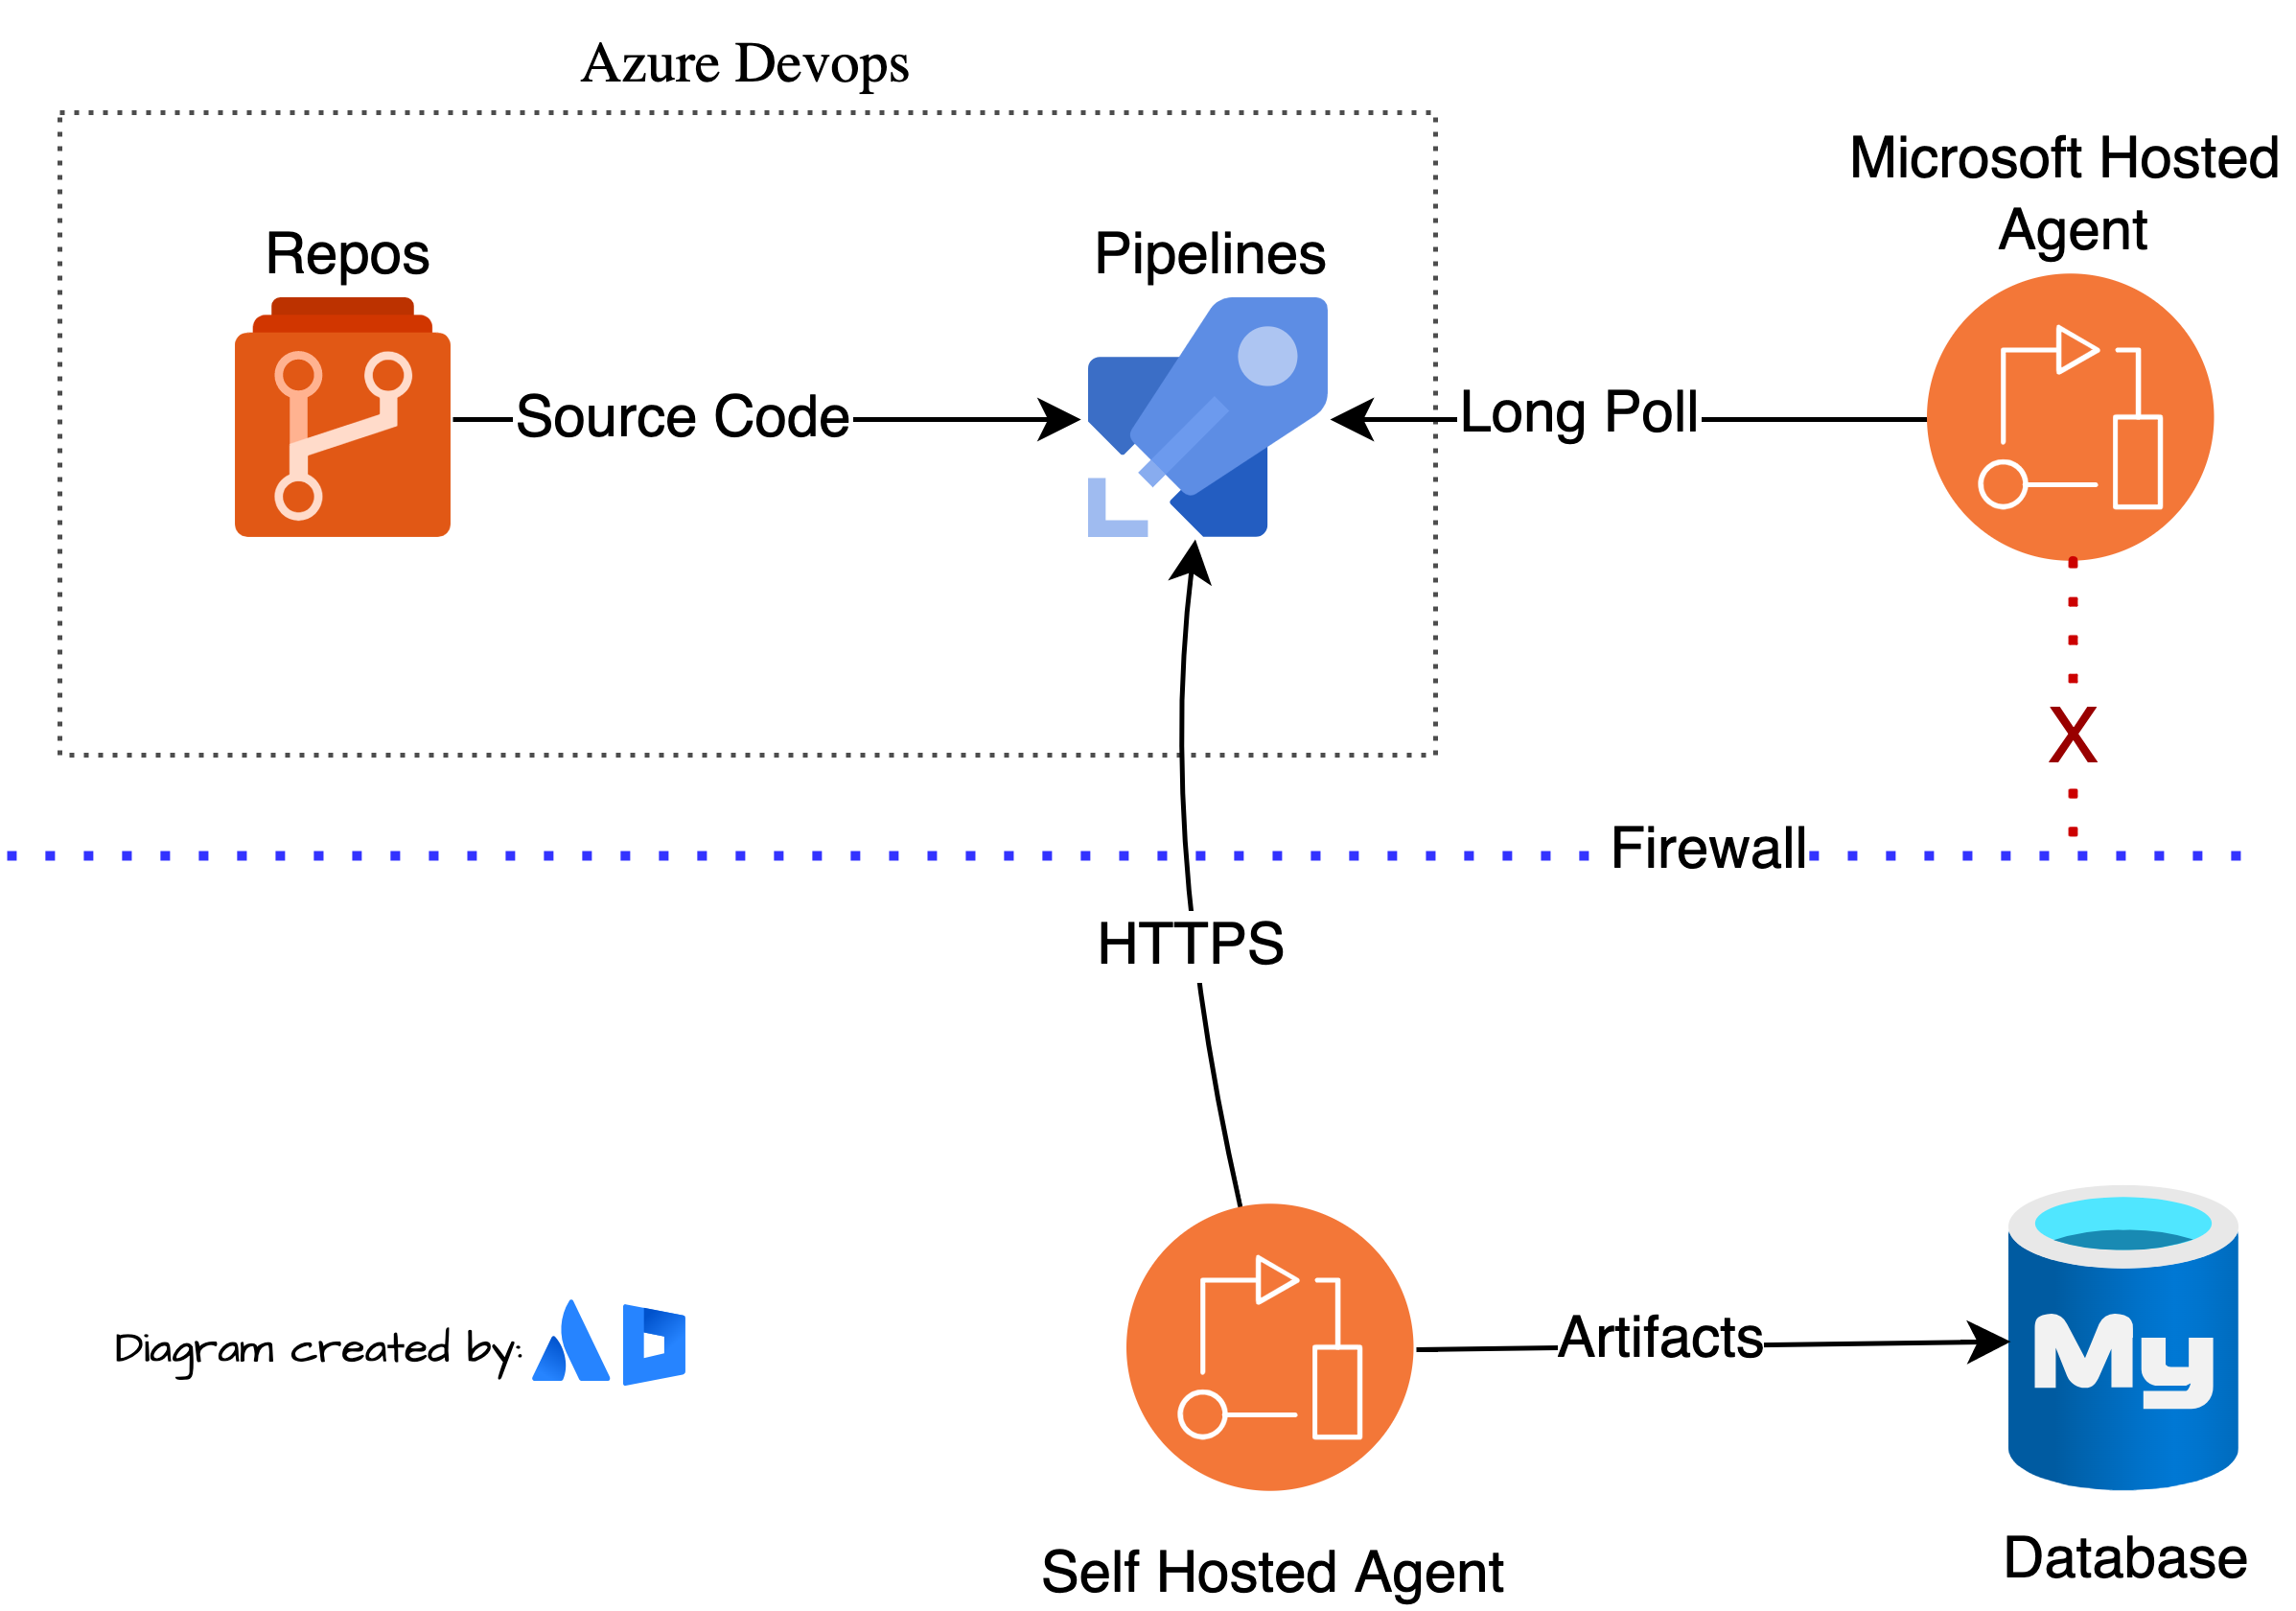 Azure Devops
Microsoft Hosted
Agent
Repos
Pipelines
Source Code
Long Poll
X
Firewall
HTTPS
Artifacts
My
Diagram created by:
Self Hosted Agent
Database